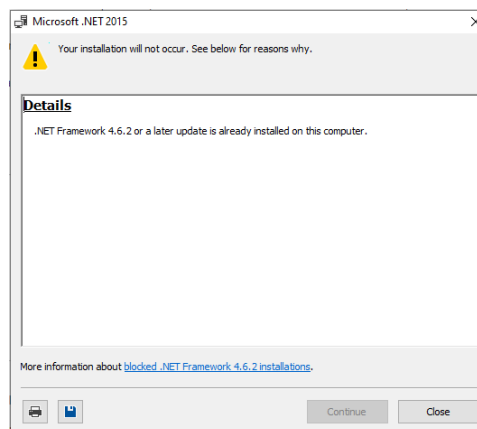 Microsoft .NET 2015
Your installation will not occur. See below for reasons why.
Details
.NET Framework 4.6.2 or a later update is already installed on this computer.
More information about blocked .NET Framework 4.6.2 installations.
Continue
Close